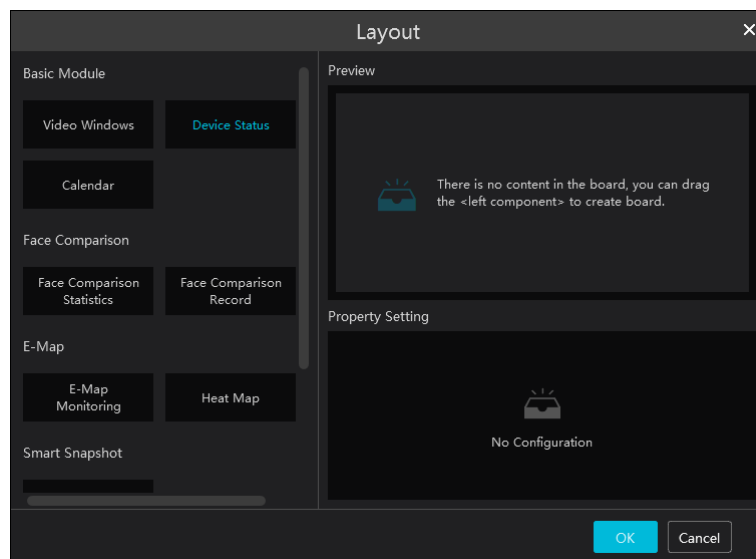 Layout
Basic Module
Video Windows
Device Status
Calendar
Face Comparison
Face Comparison
Statistics
Face Comparison
Record
E-Map
E-Map
Monitoring
Heat Map
Smart Snapshot
Preview
There is no content in the board, you can drag
the <left component> to create board.
Property Setting
No Configuration
OK
Cancel